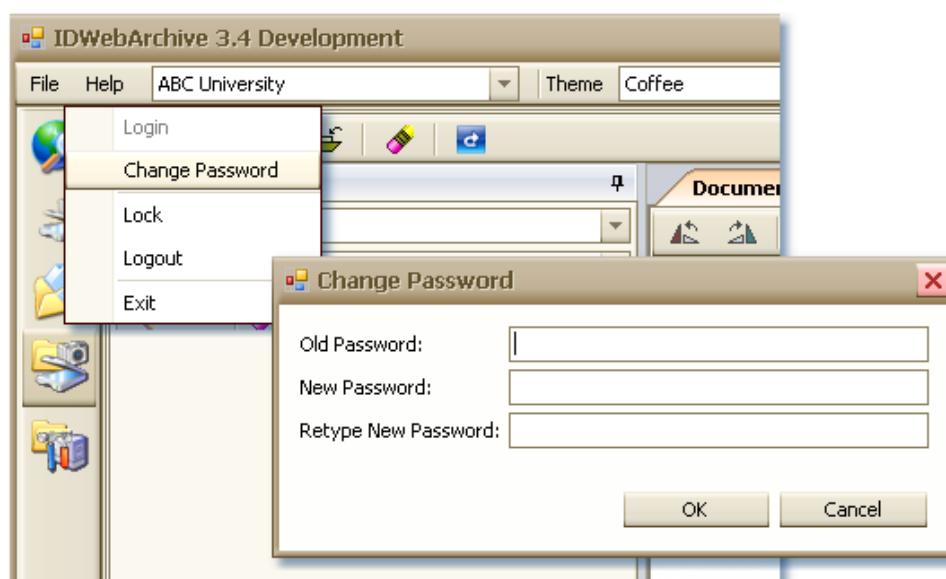 IDWebArchive 3.4 Development
File Help ABC University Theme Coffee
Login
Change Password
Lock
Logout
Exit
Docume
Change Password
Old Password:
New Password:
Retype New Password:
OK Cancel